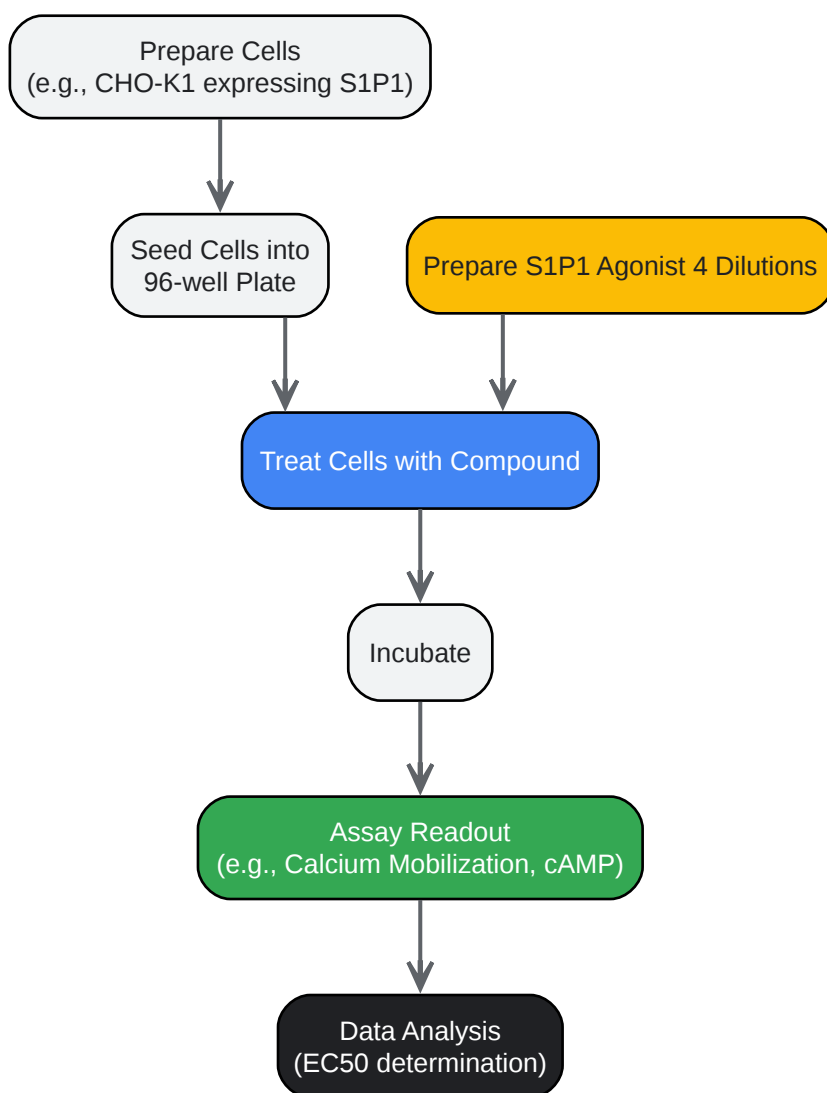 Prepare Cells
(e.g., CHO-K1 expressing S1P1)
Seed Cells into
96-well Plate
Prepare S1P1 Agonist 4 Dilutions
Treat Cells with Compound
Incubate
Assay Readout
(e.g., Calcium Mobilization, cAMP)
Data Analysis
(EC50 determination)